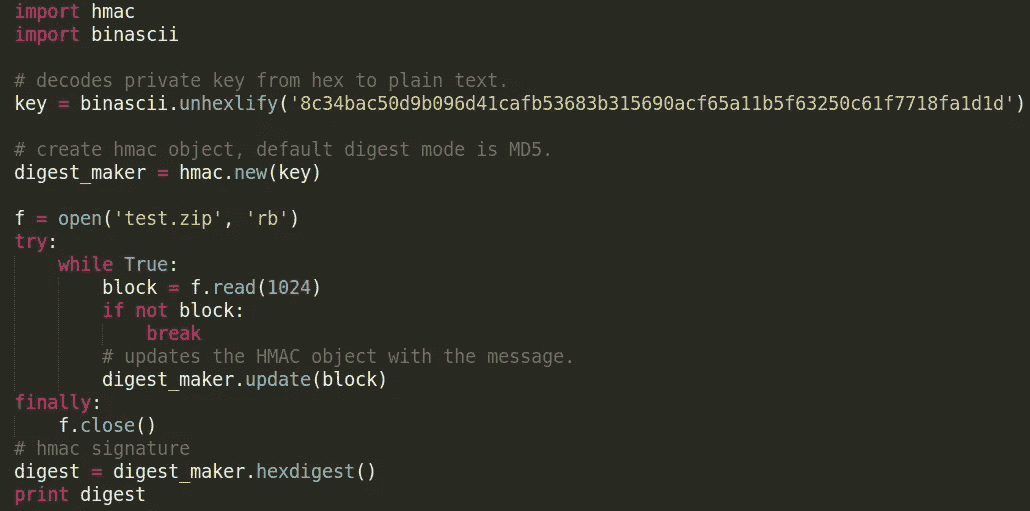 import hmac
import binascii
# decodes private key from hex to plain text.
key = binascii.unhexlify('8c34bac50d9b096d41cafb53683b315690acf65a11b5f63250c61f7718fa1d1d')
# create hmac object, default digest mode is MD5.
digest_maker = hmac.new(key)
f = open('test.zip', 'rb')
try:
    while True:
        block = f.read(1024)
        if not block:
            break
        # updates the HMAC object with the message.
        digest_maker.update(block)
finally:
    f.close()
# hmac signature
digest = digest_maker.hexdigest()
print digest